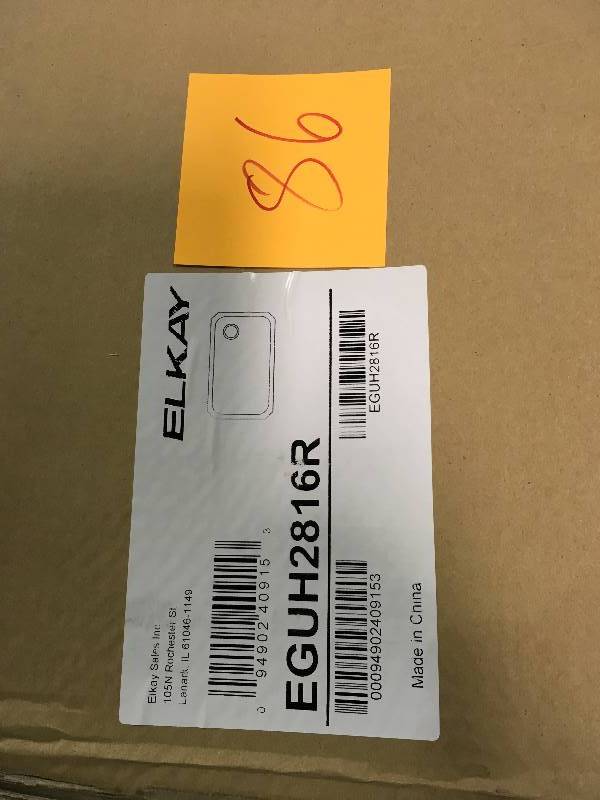 86
ELKAY
Elkay Sales Inc.
105N Rochester St
Lanark, IL 61046-1149
0 94902 40915 3
EGUH2816R
EGUH2816R
00094902409153
Made in China